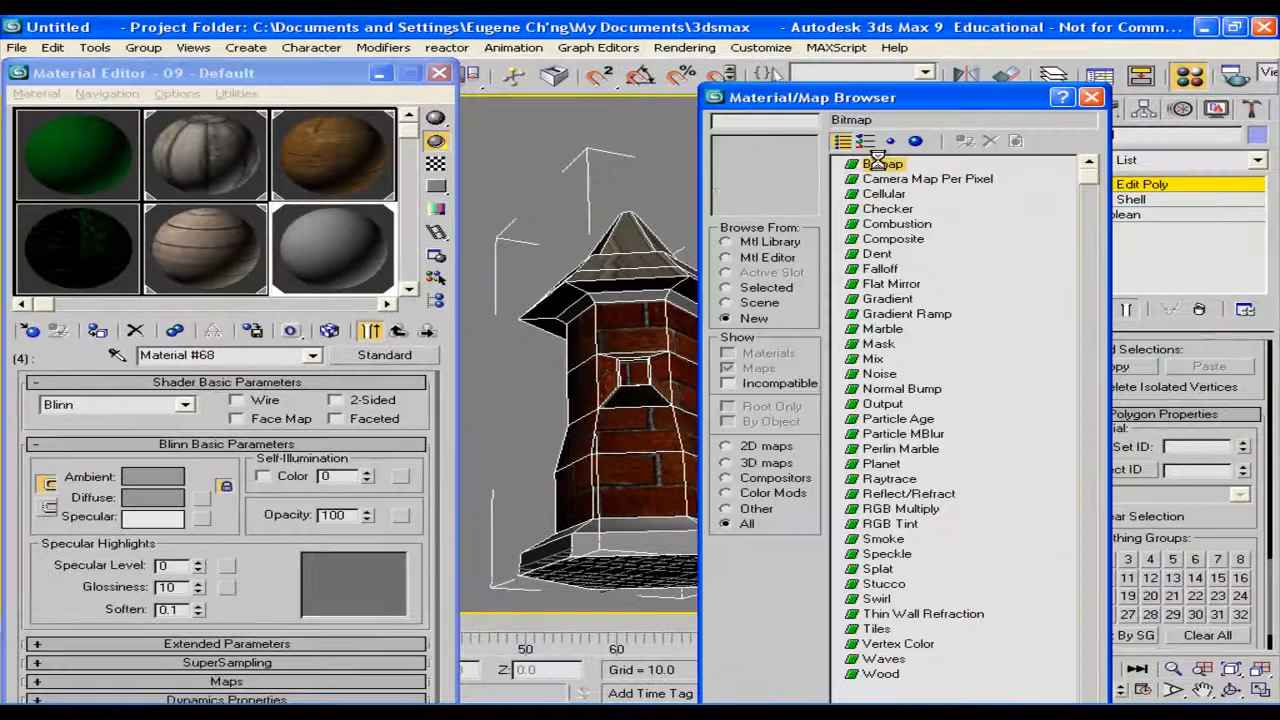 Untitled - Project Folder: C:\Documents and Settings\Eugene Ch'ng\My Documents\3dsmax - Autodesk 3ds Max 9 Educational - Not for Comm...
File Edit Tools Group Views Create Character Modifiers reactor Animation Graph Editors Rendering Customize MAXScript Help
Material Editor - 09 - Default
Material Navigation Options Utilities
(4): Material #68 Standard
Shader Basic Parameters
Blinn Wire 2-Sided
Face Map Faceted
Blinn Basic Parameters
Self-Illumination
Ambient: Color 0
Diffuse:
Specular: Opacity: 100
Specular Highlights
Specular Level: 0
Glossiness: 10
Soften: 0.1
Extended Parameters
SuperSampling
Maps
Dynamics Properties
50 60
Z: 0.0 Grid = 10.0
Add Time Tag
Material/Map Browser
Bitmap
Browse From:
Mtl Library
Mtl Editor
Active Slot
Selected
Scene
New
Show
Materials
Maps
Incompatible
Root Only
By Object
2D maps
3D maps
Compositors
Color Mods
Other
All
Camera Map Per Pixel
Cellular
Checker
Combustion
Composite
Dent
Falloff
Flat Mirror
Gradient
Gradient Ramp
Marble
Mask
Mix
Noise
Normal Bump
Output
Particle Age
Particle MBlur
Perlin Marble
Planet
Raytrace
Reflect/Refract
RGB Multiply
RGB Tint
Smoke
Speckle
Splat
Stucco
Swirl
Thin Wall Refraction
Tiles
Vertex Color
Waves
Wood
List
Edit Poly
Shell
olean
Selected)
py Paste
elete Isolated Vertices
olygon Properties
ial:
Set ID:
ect ID
ear Selection
thing Groups:
3 4 5 6 7 8
11 12 13 14 15 16
19 20 21 22 23 24
27 28 29 30 31 32
t By SG Clear All